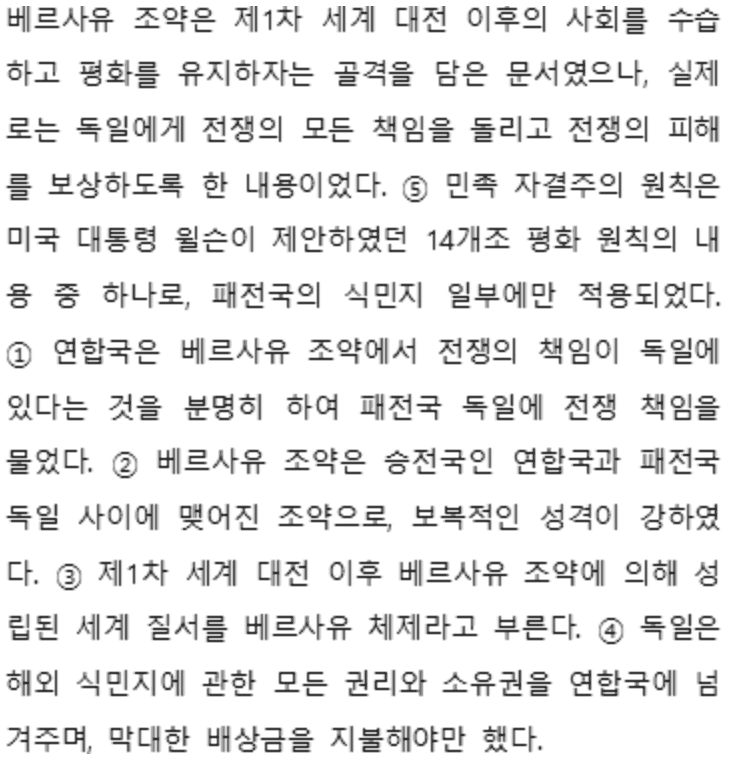 베르사유 조약은 제1차 세계 대전 이후의 사회를 수습
하고 평화를 유지하자는 골격을 담은 문서였으나, 실제
로는 독일에게 전쟁의 모든 책임을 돌리고 전쟁의 피해
를 보상하도록 한 내용이었다. ⑤ 민족 자결주의 원칙은
미국 대통령 윌슨이 제안하였던 14개조 평화 원칙의 내
용 중 하나로, 패전국의 식민지 일부에만 적용되었다.
① 연합국은 베르사유 조약에서 전쟁의 책임이 독일에
있다는 것을 분명히 하여 패전국 독일에 전쟁 책임을
물었다. ② 베르사유 조약은 승전국인 연합국과 패전국
독일 사이에 맺어진 조약으로, 보복적인 성격이 강하였
다. ③ 제1차 세계 대전 이후 베르사유 조약에 의해 성
립된 세계 질서를 베르사유 체제라고 부른다. ④ 독일은
해외 식민지에 관한 모든 권리와 소유권을 연합국에 넘
겨주며, 막대한 배상금을 지불해야만 했다.